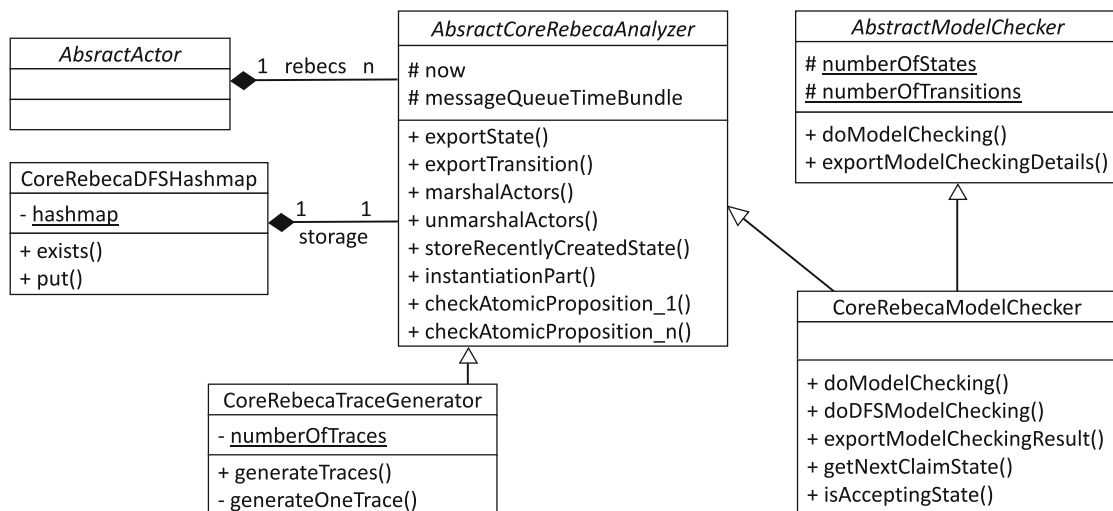 AbsractActor
1 rebecs n
CoreRebecaDFSHashmap
- hashmap
+ exists()
+ put()
1 1
storage
AbstractCoreRebecaAnalyzer
# now
# messageQueueTimeBundle
+ exportState()
+ exportTransition()
+ marshalActors()
+ unmarshalActors()
+ storeRecentlyCreatedState()
+ instantiationPart()
+ checkAtomicProposition_1()
+ checkAtomicProposition_n()
AbstractModelChecker
# numberOfStates
# numberOfTransitions
+ doModelChecking()
+ exportModelCheckingDetails()
CoreRebecaTraceGenerator
- numberOfTraces
+ generateTraces()
- generateOneTrace()
CoreRebecaModelChecker
+ doModelChecking()
+ doDFSModelChecking()
+ exportModelCheckingResult()
+ getNextClaimState()
+ isAcceptingState()